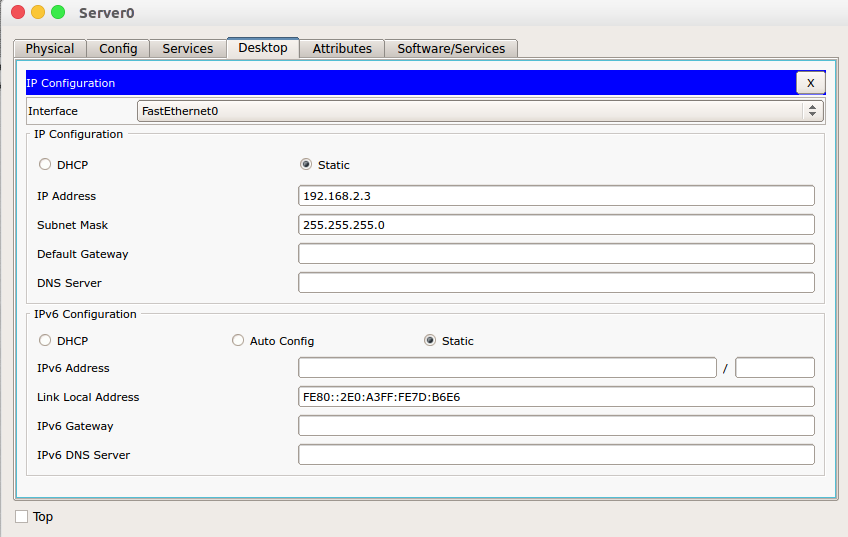 Server0
Physical Config Services Desktop Attributes Software/Services
IP Configuration X
Interface FastEthernet0
IP Configuration
DHCP Static
IP Address 192.168.2.3
Subnet Mask 255.255.255.0
Default Gateway
DNS Server
IPv6 Configuration
DHCP Auto Config Static
IPv6 Address /
Link Local Address FE80::2E0:A3FF:FE7D:B6E6
IPv6 Gateway
IPv6 DNS Server
Top